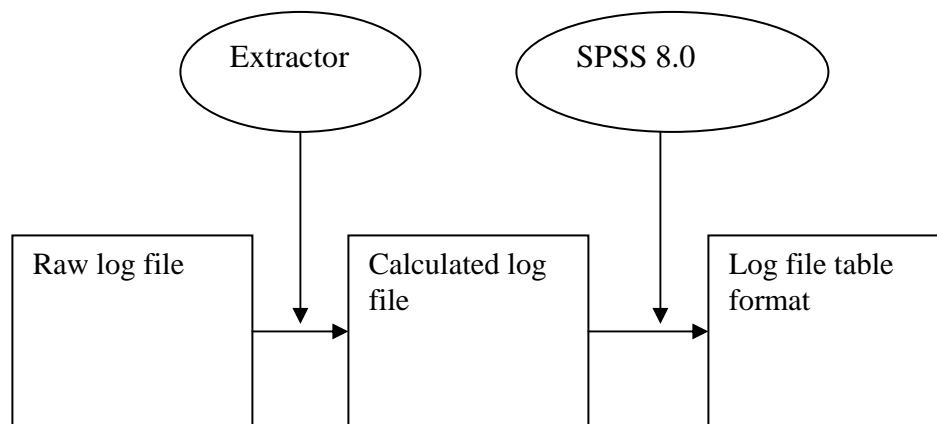 Extractor
SPSS 8.0
Raw log file
Calculated log
file
Log file table
format